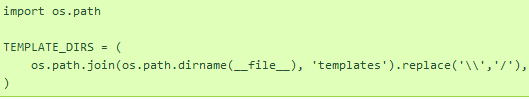 import os.path
TEMPLATE_DIRS = (
    os.path.join(os.path.dirname(__file__), 'templates').replace('\\','/'),
)